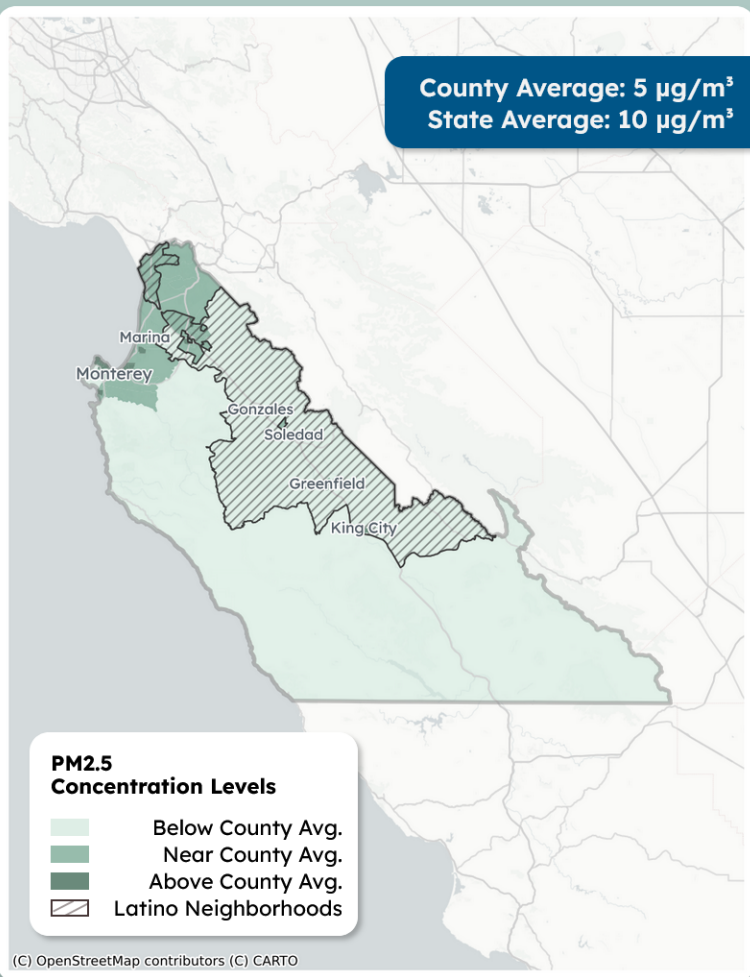 County Average: 5 µg/m³
State Average: 10 µg/m³
Marina
Monterey
Gonzales
Soledad
Greenfield
King City
PM2.5
Concentration Levels
Below County Avg.
Near County Avg.
Above County Avg.
Latino Neighborhoods
(C) OpenStreetMap contributors (C) CARTO